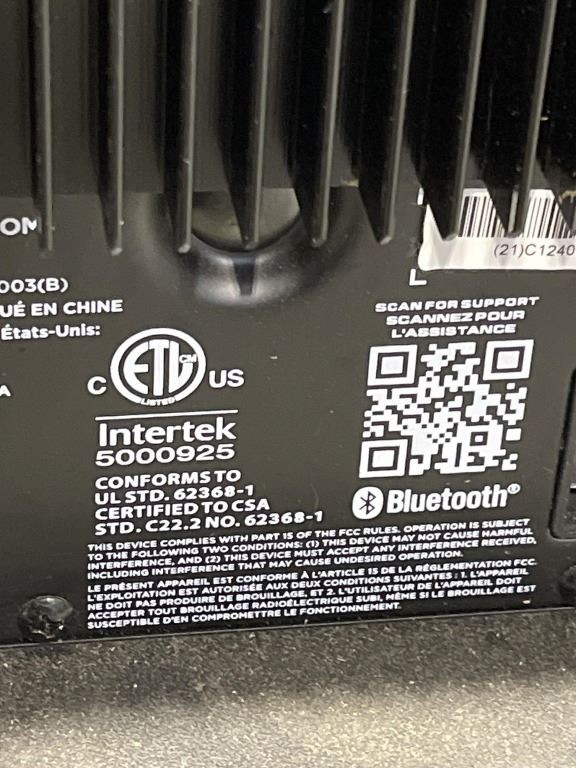 OM
003(B)
UÉ EN CHINE
États-Unis:
A
L
(21)C1240
SCAN FOR SUPPORT
SCANNEZ POUR
L'ASSISTANCE
C ETL CM US
LISTED
Intertek
5000925
CONFORMS TO
UL STD. 62368-1
CERTIFIED TO CSA
STD. C22.2 NO. 62368-1
Bluetooth®
THIS DEVICE COMPLIES WITH PART 15 OF THE FCC RULES. OPERATION IS SUBJECT
TO THE FOLLOWING TWO CONDITIONS: (1) THIS DEVICE MAY NOT CAUSE HARMFUL
INTERFERENCE, AND (2) THIS DEVICE MUST ACCEPT ANY INTERFERENCE RECEIVED,
INCLUDING INTERFERENCE THAT MAY CAUSE UNDESIRED OPERATION.
LE PRÉSENT APPAREIL EST CONFORME À L'ARTICLE 15 DE LA RÉGLEMENTATION FCC.
L'EXPLOITATION EST AUTORISÉE AUX DEUX CONDITIONS SUIVANTES : 1. L'APPAREIL
NE DOIT PAS PRODUIRE DE BROUILLAGE, ET 2. L'UTILISATEUR DE L'APPAREIL DOIT
ACCEPTER TOUT BROUILLAGE RADIOÉLECTRIQUE SUBI, MÊME SI LE BROUILLAGE EST
SUSCEPTIBLE D'EN COMPROMETTRE LE FONCTIONNEMENT.